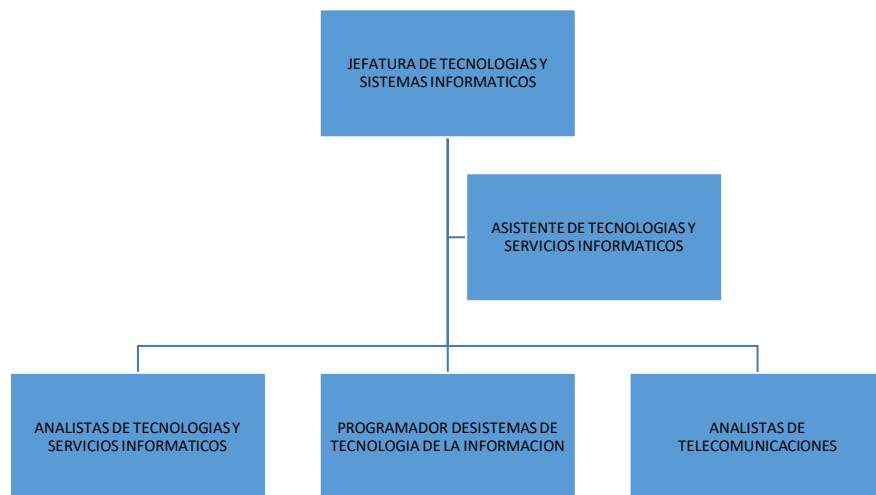 JEFATURA DE TECNOLOGIAS Y
SISTEMAS INFORMATICOS
ASISTENTE DE TECNOLOGIAS Y
SERVICIOS INFORMATICOS
ANALISTAS DE TECNOLOGIAS Y
SERVICIOS INFORMATICOS
PROGRAMADOR DESISTEMAS DE
TECNOLOGIA DE LA INFORMACION
ANALISTAS DE
TELECOMUNICACIONES